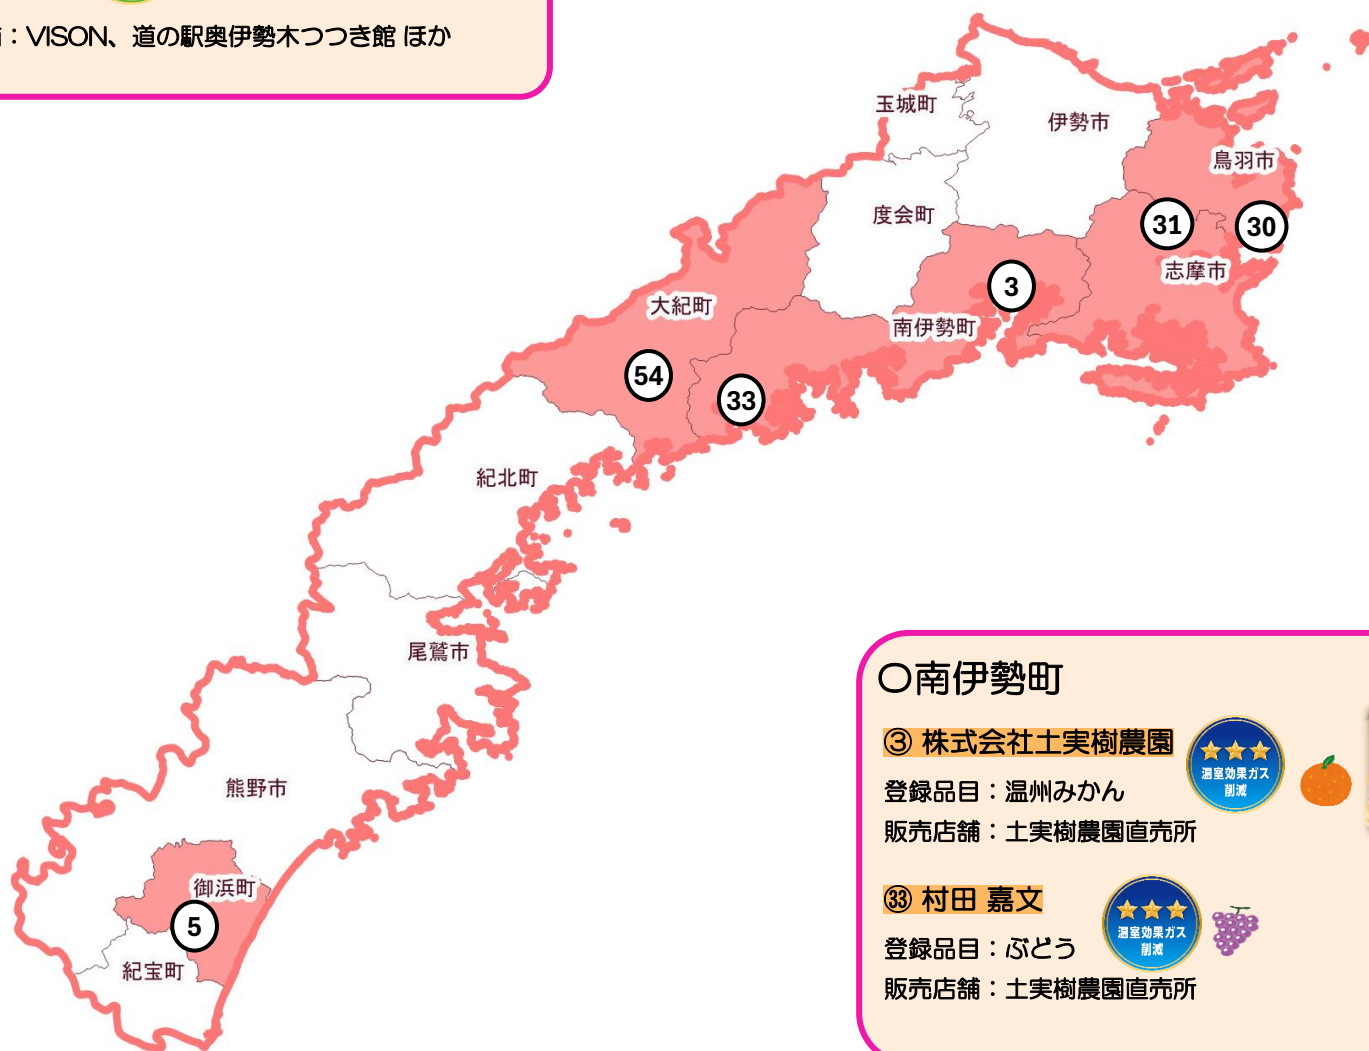 ：VISON、道の駅奥伊勢木つつき館 ほか
玉城町
伊勢市
鳥羽市
度会町
31
30
志摩市
3
大紀町
南伊勢町
54
33
紀北町
尾鷲市
熊野市
御浜町
5
紀宝町
〇南伊勢町
③ 株式会社土実樹農園
温室効果ガス
削減
登録品目：温州みかん
販売店舗：土実樹農園直売所
㉝ 村田 嘉文
温室効果ガス
削減
登録品目：ぶどう
販売店舗：土実樹農園直売所